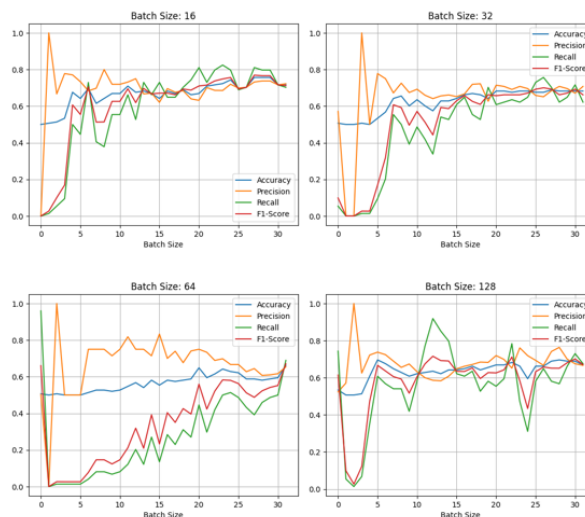 Batch Size: 16
1.0
0.8
0.6
0.4
0.2
0.0
Accuracy
Precision
Recall
F1-Score
0 5 10 15 20 25 30
Batch Size
Batch Size: 32
1.0
0.8
0.6
0.4
0.2
0.0
Accuracy
Precision
Recall
F1-Score
0 5 10 15 20 25 30
Batch Size
Batch Size: 64
1.0
0.8
0.6
0.4
0.2
0.0
Accuracy
Precision
Recall
F1-Score
0 5 10 15 20 25 30
Batch Size
Batch Size: 128
1.0
0.8
0.6
0.4
0.2
0.0
Accuracy
Precision
Recall
F1-Score
0 5 10 15 20 25 30
Batch Size